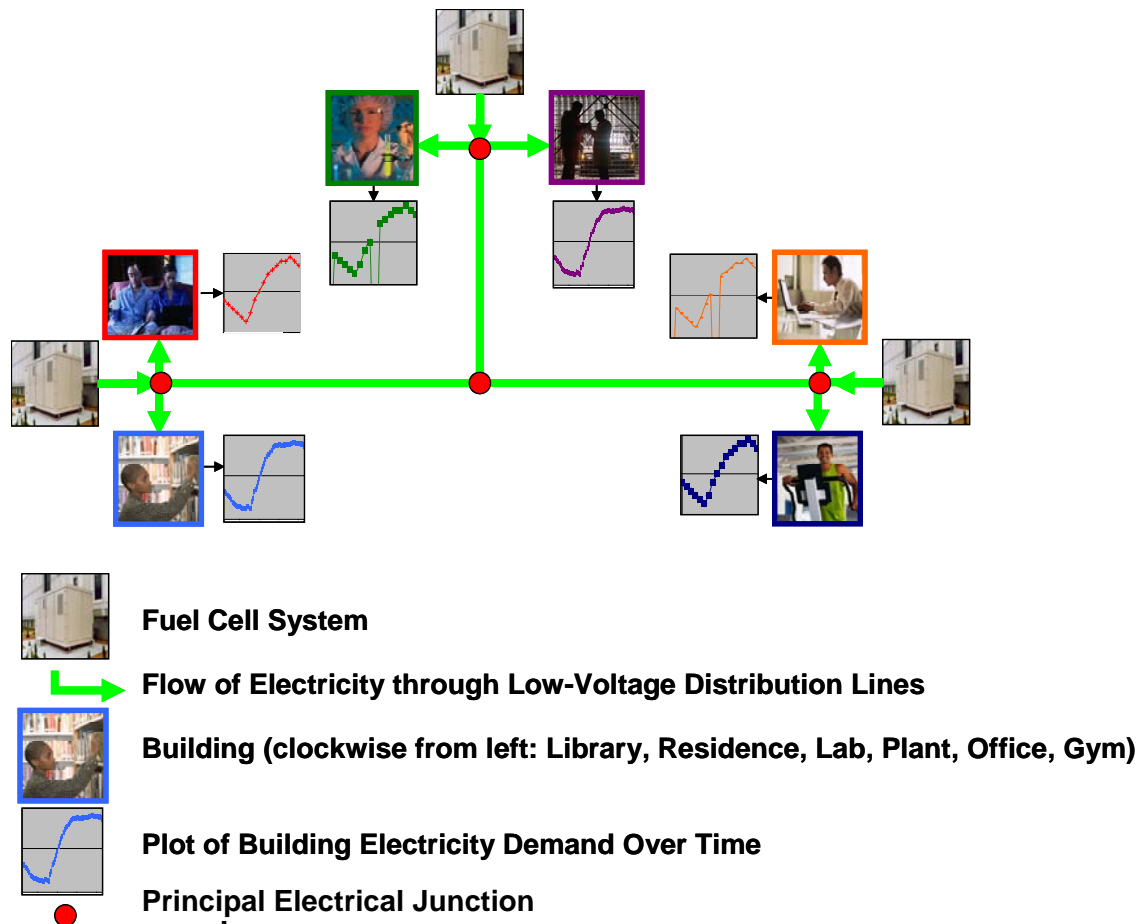 Fuel Cell System
Flow of Electricity through Low-Voltage Distribution Lines
Building (clockwise from left: Library, Residence, Lab, Plant, Office, Gym)
Plot of Building Electricity Demand Over Time
Principal Electrical Junction